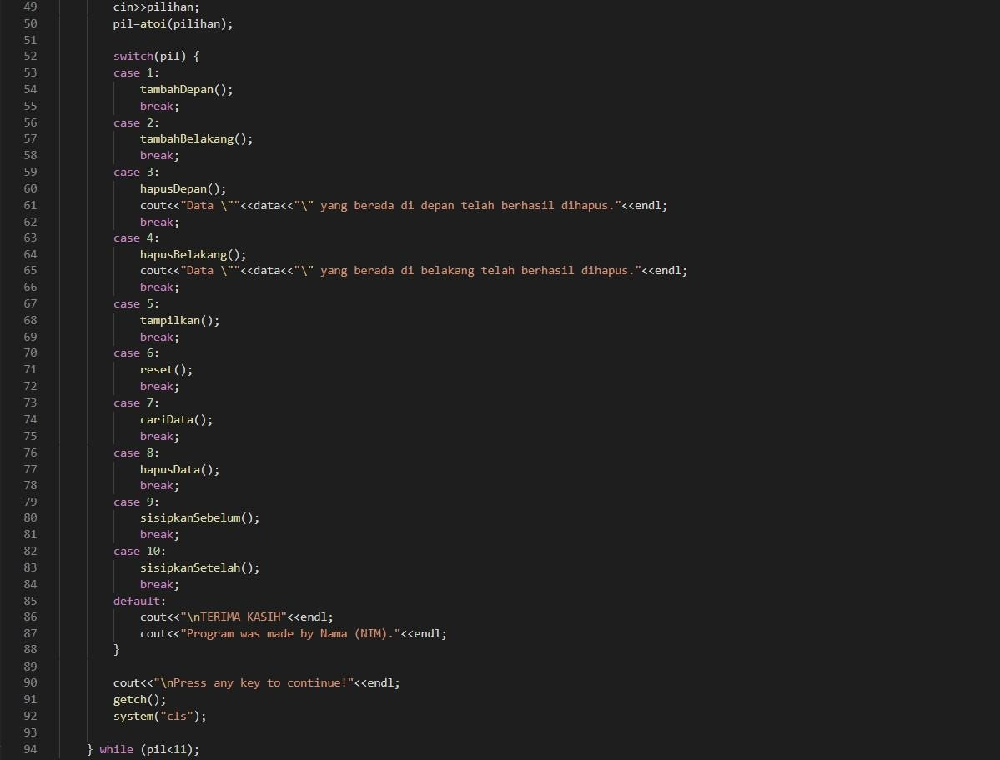 49 cin>>pilihan;
50 pil=atoi(pilihan);
51
52 switch(pil) {
53 case 1:
54 tambahDepan();
55 break;
56 case 2:
57 tambahBelakang();
58 break;
59 case 3:
60 hapusDepan();
61 cout<<"Data \""<<data<<"\" yang berada di depan telah berhasil dihapus."<<endl;
62 break;
63 case 4:
64 hapusBelakang();
65 cout<<"Data \""<<data<<"\" yang berada di belakang telah berhasil dihapus."<<endl;
66 break;
67 case 5:
68 tampilkan();
69 break;
70 case 6:
71 reset();
72 break;
73 case 7:
74 cariData();
75 break;
76 case 8:
77 hapusData();
78 break;
79 case 9:
80 sisipkanSebelum();
81 break;
82 case 10:
83 sisipkanSetelah();
84 break;
85 default:
86 cout<<"\nTERIMA KASIH"<<endl;
87 cout<<"Program was made by Nama (NIM)."<<endl;
88 }
89
90 cout<<"\nPress any key to continue!"<<endl;
91 getch();
92 system("cls");
93
94 } while (pil<11);